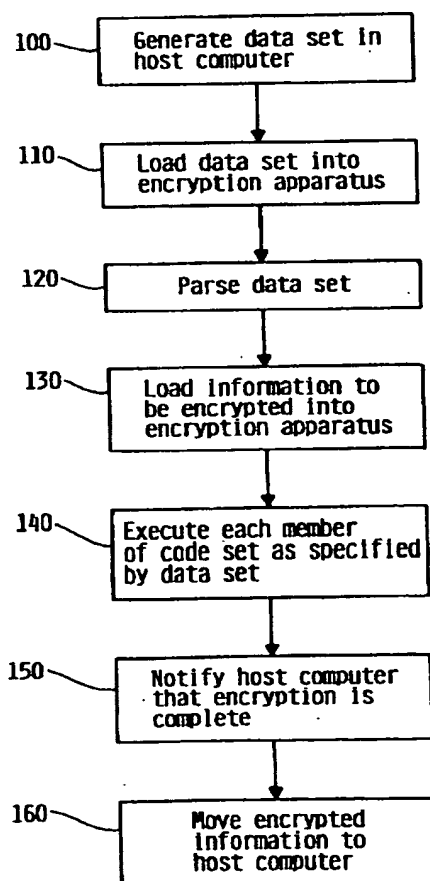 100
Generate data set in
host computer
110
Load data set into
encryption apparatus
120
Parse data set
130
Load information to
be encrypted into
encryption apparatus
140
Execute each member
of code set as specified
by data set
150
Notify host computer
that encryption is
complete
160
Move encrypted
information to
host computer